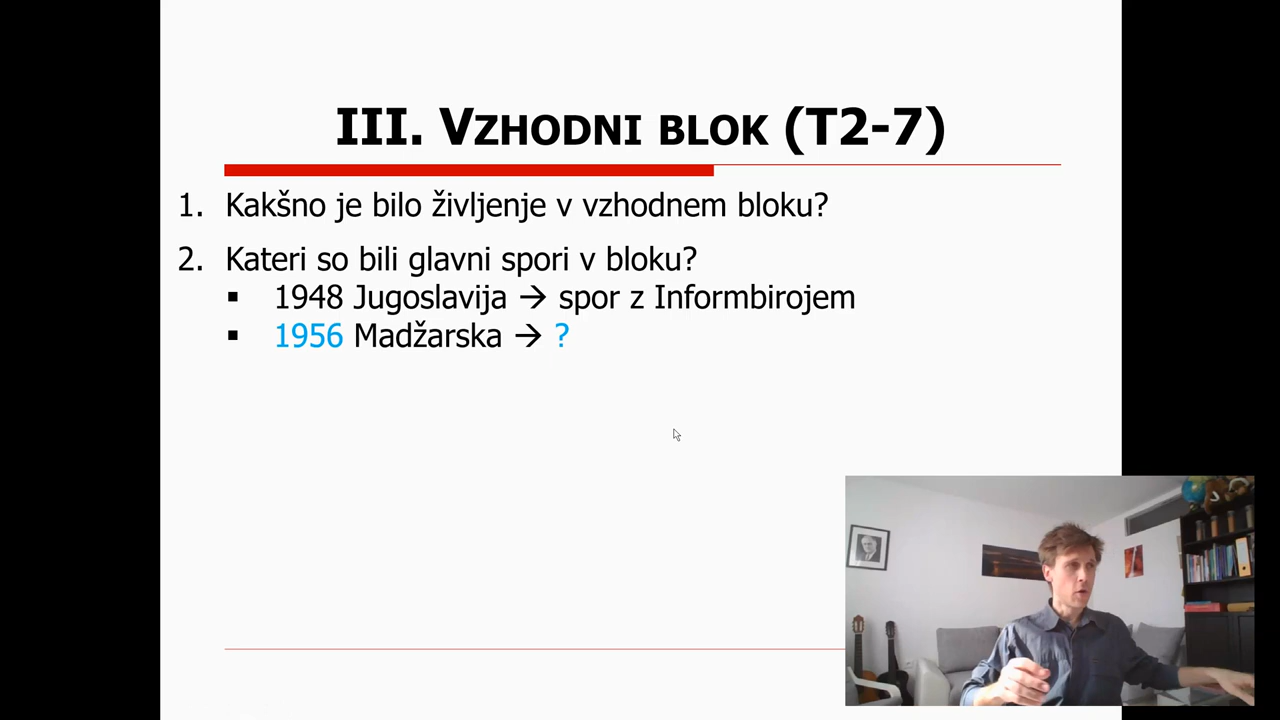 III. VZHODNI BLOK (T2-7)
1. Kakšno je bilo življenje v vzhodnem bloku?
2. Kateri so bili glavni spori v bloku?
▪ 1948 Jugoslavija → spor z Informbirojem
▪ 1956 Madžarska → ?